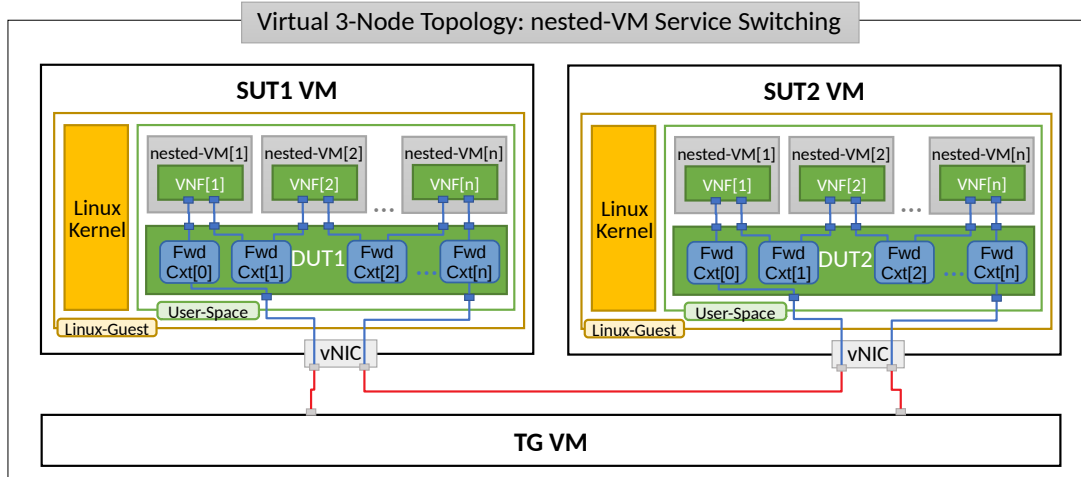 Virtual 3-Node Topology: nested-VM Service Switching
SUT1 VM
Linux
Kernel
nested-VM[1]
VNF[1]
nested-VM[2]
VNF[2]
...
nested-VM[n]
VNF[n]
DUT1
Fwd
Cxt[0]
Fwd
Cxt[1]
Fwd
Cxt[2]
...
Fwd
Cxt[n]
User-Space
Linux-Guest
vNIC
SUT2 VM
Linux
Kernel
nested-VM[1]
VNF[1]
nested-VM[2]
VNF[2]
...
nested-VM[n]
VNF[n]
DUT2
Fwd
Cxt[0]
Fwd
Cxt[1]
Fwd
Cxt[2]
...
Fwd
Cxt[n]
User-Space
Linux-Guest
vNIC
TG VM